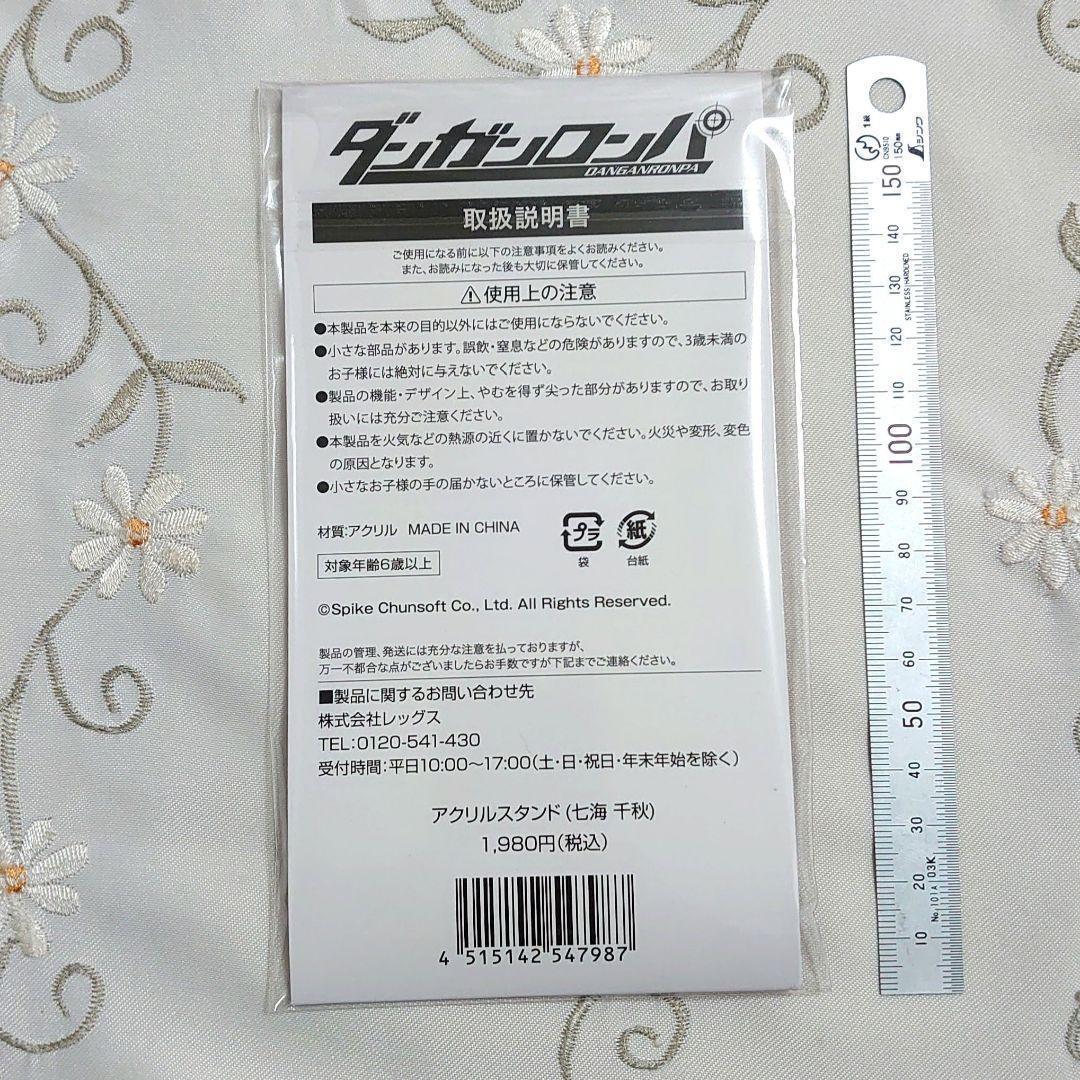 ダンガンロンパ
DANGANRONPA
取扱説明書
ご使用になる前に以下の注意事項をよくお読みください。
また、お読みになった後も大切に保管してください。
⚠使用上の注意
●本製品を本来の目的以外にはご使用にならないでください。
●小さな部品があります。誤飲・窒息などの危険がありますので、3歳未満の
お子様には絶対に与えないでください。
●製品の機能・デザイン上、やむを得ず尖った部分がありますので、お取り
扱いには充分ご注意ください。
●本製品を火気などの熱源の近くに置かないでください。火災や変形、変色
の原因となります。
●小さなお子様の手の届かないところに保管してください。
材質:アクリル MADE IN CHINA
プラ
袋
紙
台紙
対象年齢6歳以上
©Spike Chunsoft Co., Ltd. All Rights Reserved.
製品の管理、発送には充分な注意を払っておりますが、
万一不都合な点がございましたらお手数ですが下記までご連絡ください。
■製品に関するお問い合わせ先
株式会社レッグス
TEL:0120-541-430
受付時間:平日10:00〜17:00(土・日・祝日・年末年始を除く)
アクリルスタンド(七海 千秋)
1,980円(税込)
4 515142 547987
1級
CN9510
150mm
シンワ
150
140
130
STAINLESS HARDENED
120
110
100
90
80
70
60
50
40
30
20
10
No.101A 03K